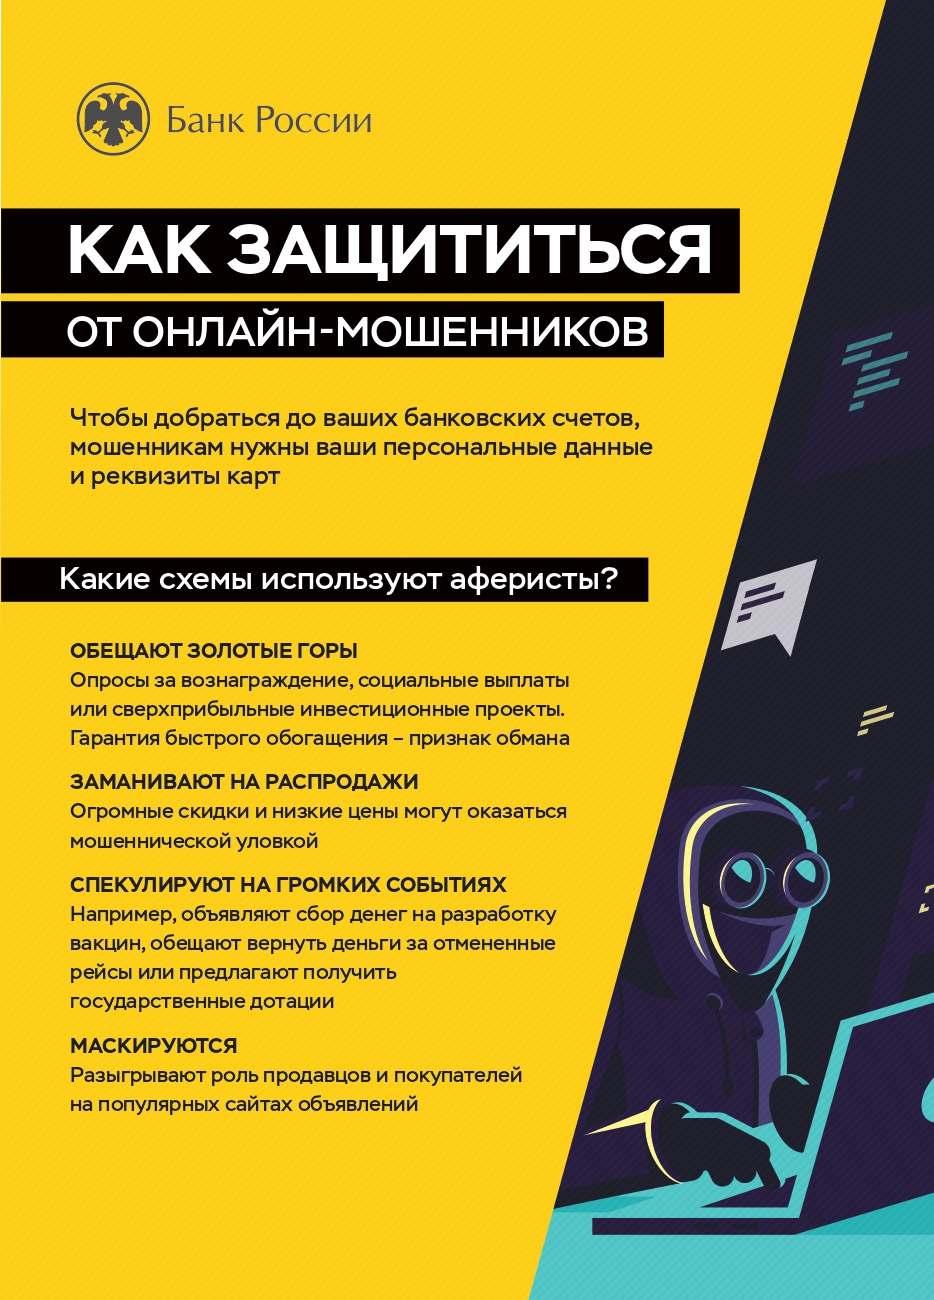 Банк России
КАК ЗАЩИТИТЬСЯ
ОТ ОНЛАЙН-МОШЕННИКОВ
Чтобы добраться до ваших банковских счетов,
мошенникам нужны ваши персональные данные
и реквизиты карт
Какие схемы используют аферисты?
ОБЕЩАЮТ ЗОЛОТЫЕ ГОРЫ
Опросы за вознаграждение, социальные выплаты
или сверхприбыльные инвестиционные проекты.
Гарантия быстрого обогащения – признак обмана
ЗАМАНИВАЮТ НА РАСПРОДАЖИ
Огромные скидки и низкие цены могут оказаться
мошеннической уловкой
СПЕКУЛИРУЮТ НА ГРОМКИХ СОБЫТИЯХ
Например, объявляют сбор денег на разработку
вакцин, обещают вернуть деньги за отмененные
рейсы или предлагают получить
государственные дотации
МАСКИРУЮТСЯ
Разыгрывают роль продавцов и покупателей
на популярных сайтах объявлений